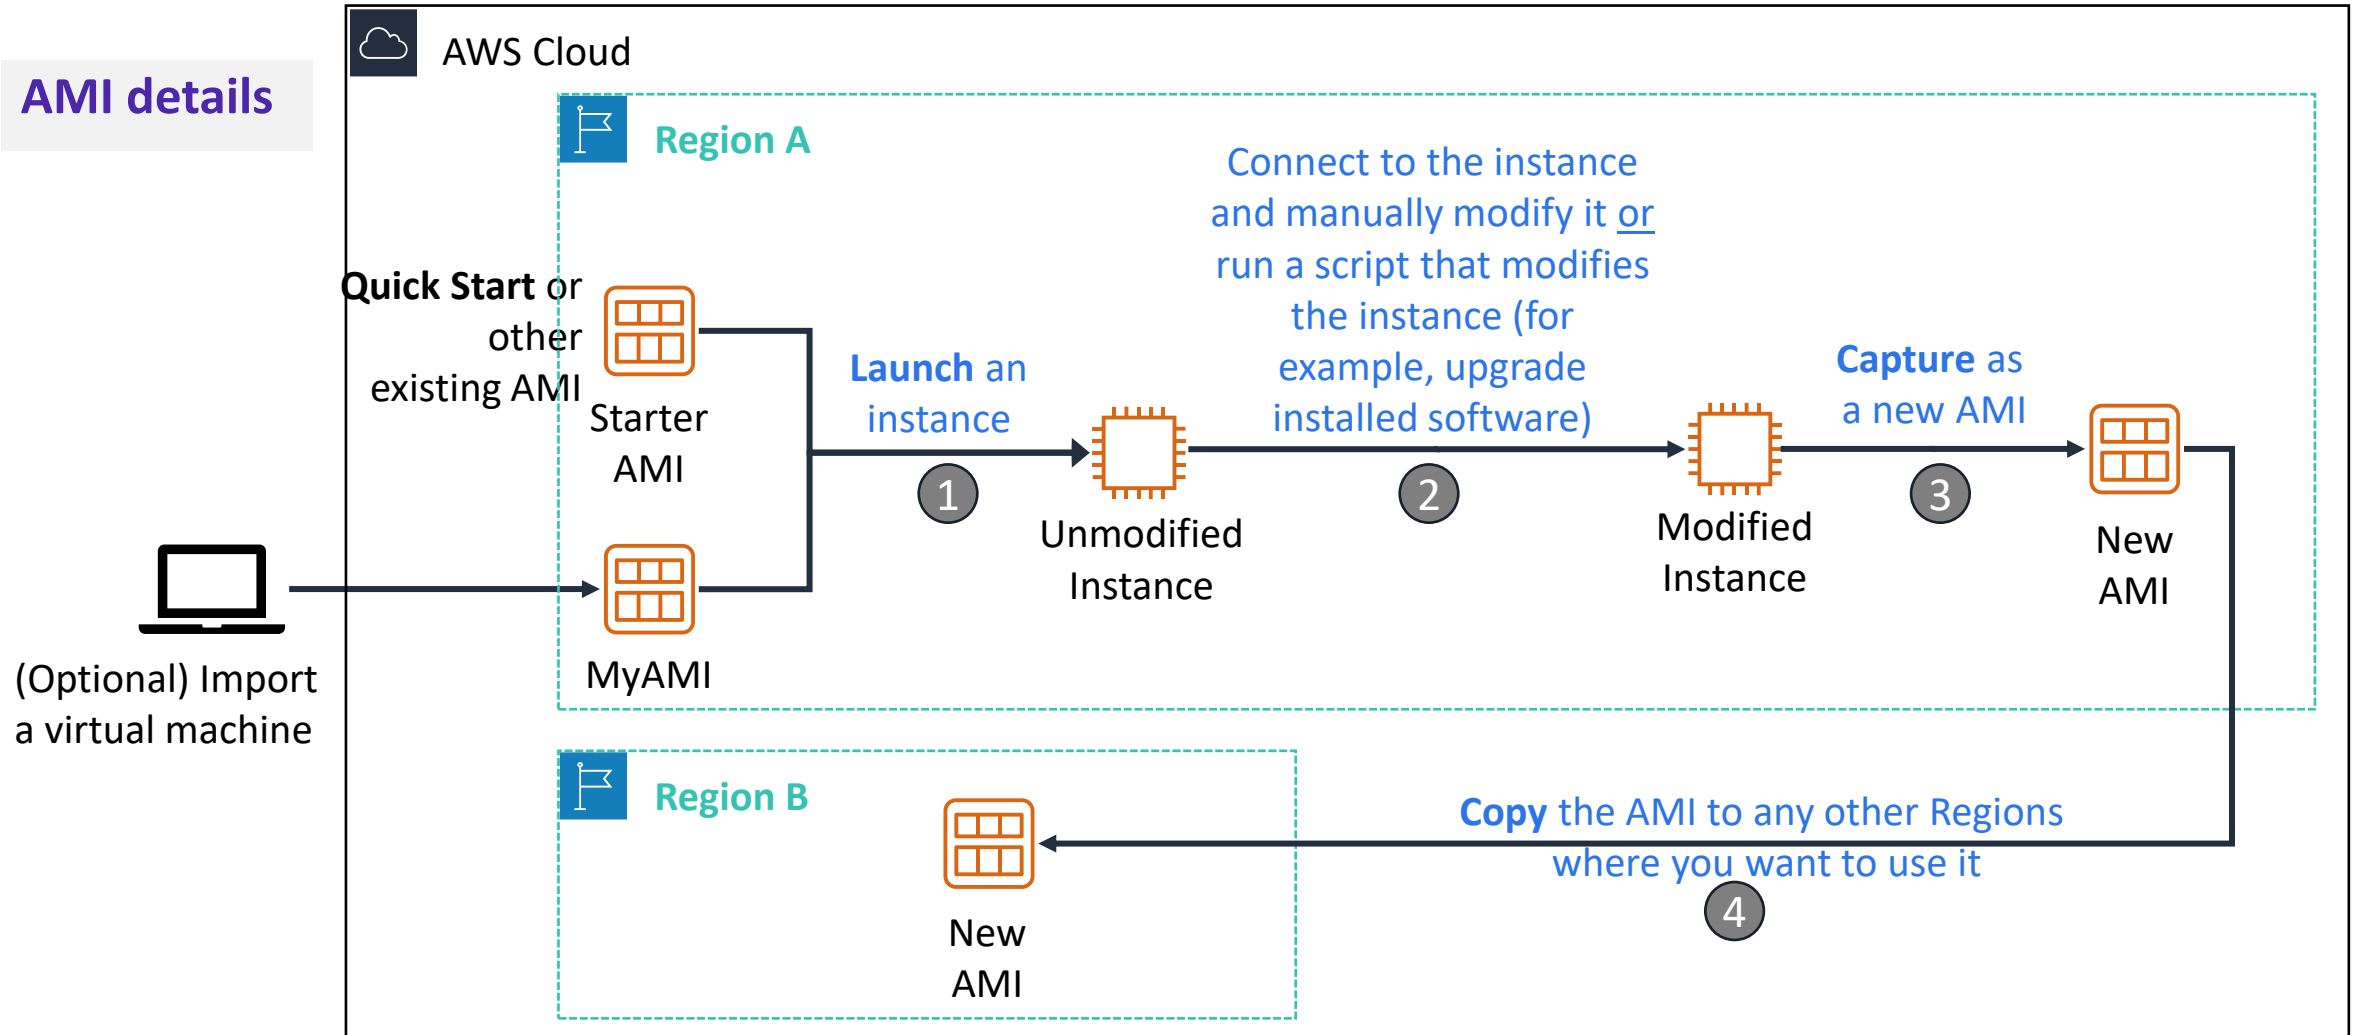 AMI details
AWS Cloud
Region A
Quick Start or
other
existing AMI
Starter
AMI
(Optional) Import
a virtual machine
MyAMI
Launch an
instance
1
Unmodified
Instance
Connect to the instance
and manually modify it or
run a script that modifies
the instance (for
example, upgrade
installed software)
2
Modified
Instance
Capture as
a new AMI
3
New
AMI
Region B
Copy the AMI to any other Regions
where you want to use it
4
New
AMI